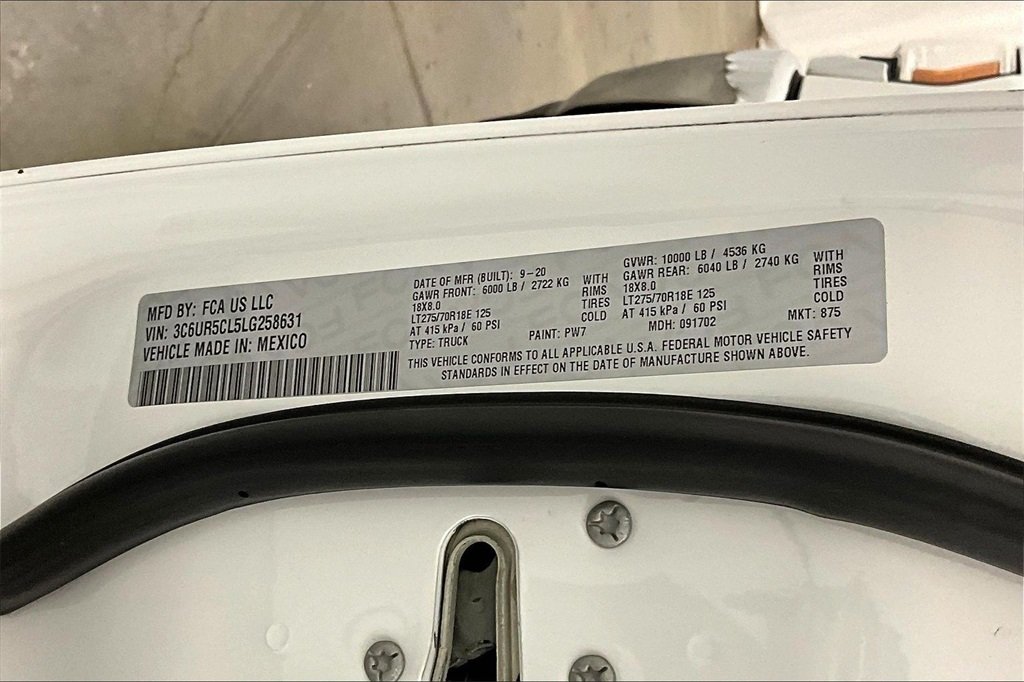 MFD BY: FCA US LLC
VIN: 3C6UR5CL5LG258631
VEHICLE MADE IN: MEXICO
DATE OF MFR (BUILT): 9-20
GAWR FRONT: 6000 LB / 2722 KG WITH
18X8.0 RIMS
LT275/70R18E 125 TIRES
AT 415 kPa / 60 PSI COLD
TYPE: TRUCK PAINT: PW7
GVWR: 10000 LB / 4536 KG
GAWR REAR: 6040 LB / 2740 KG WITH
18X8.0 RIMS
LT275/70R18E 125 TIRES
AT 415 kPa / 60 PSI COLD
MDH: 091702 MKT: 875
THIS VEHICLE CONFORMS TO ALL APPLICABLE U.S.A. FEDERAL MOTOR VEHICLE SAFETY
STANDARDS IN EFFECT ON THE DATE OF MANUFACTURE SHOWN ABOVE.